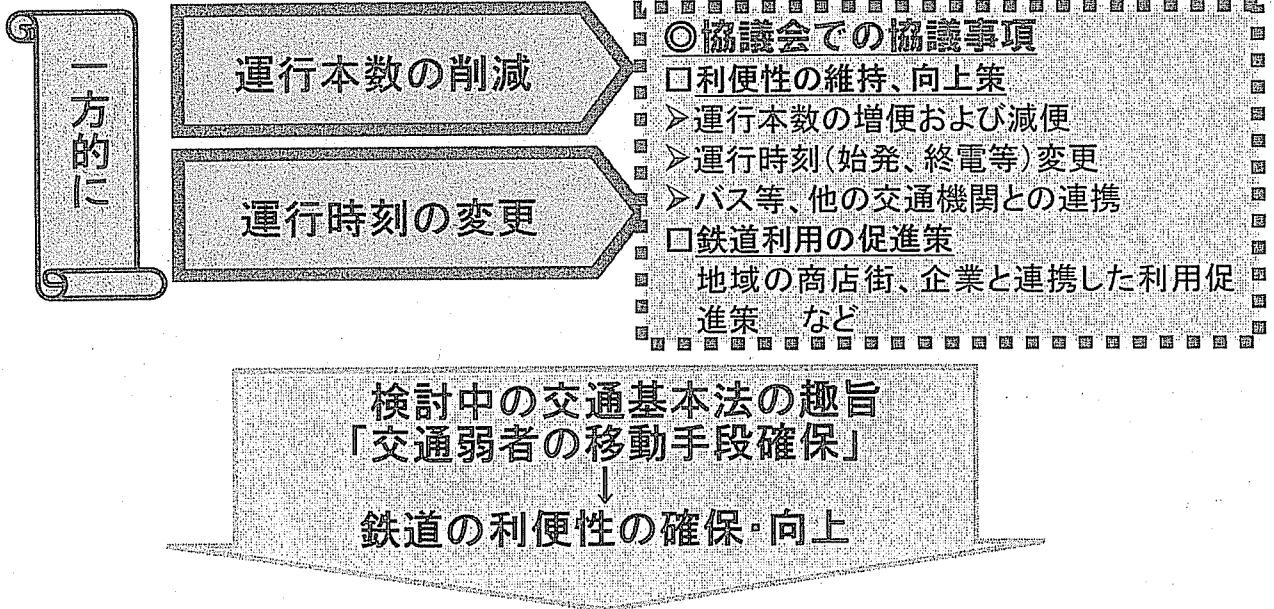 一方的に
運行本数の削減
運行時刻の変更
◎協議会での協議事項
□利便性の維持、向上策
➢運行本数の増便および減便
➢運行時刻(始発、終電等)変更
➢バス等、他の交通機関との連携
□鉄道利用の促進策
地域の商店街、企業と連携した利用促
進策　など
検討中の交通基本法の趣旨
「交通弱者の移動手段確保」
↓
鉄道の利便性の確保・向上